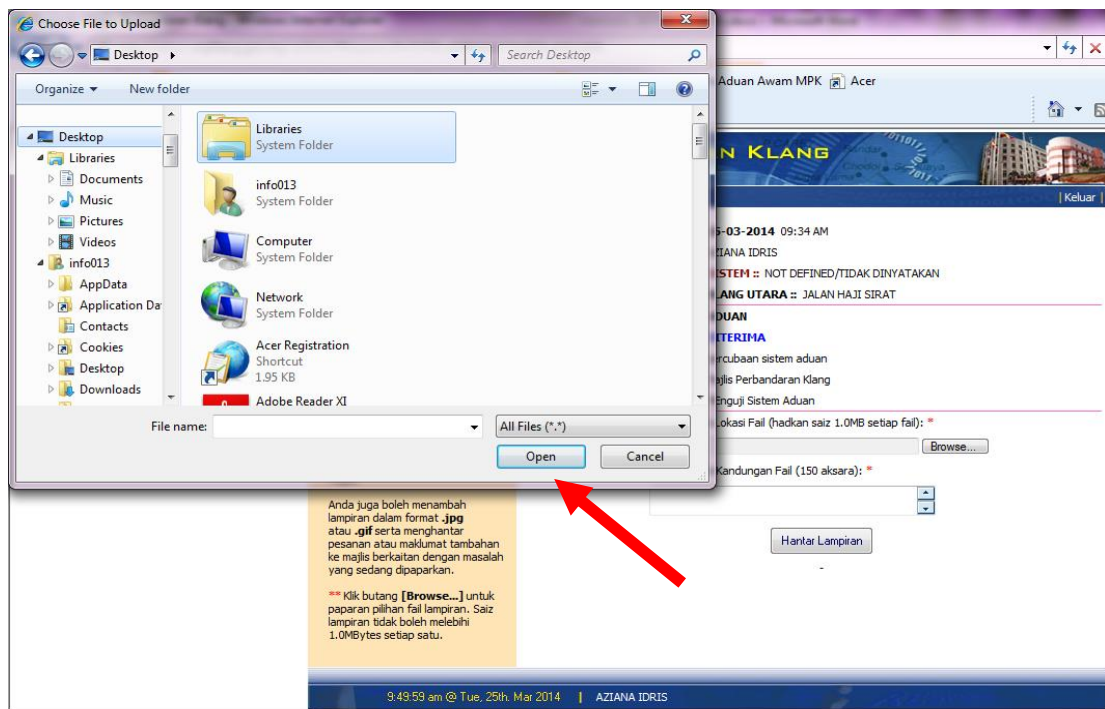 Choose File to Upload
Desktop
Search Desktop
Organize
New folder
Desktop
Libraries
Documents
Music
Pictures
Videos
info013
AppData
Application Da
Contacts
Cookies
Desktop
Downloads
Libraries
System Folder
info013
System Folder
Computer
System Folder
Network
System Folder
Acer Registration
Shortcut
1.95 KB
Adobe Reader XI
File name:
All Files (*.*)
Open
Cancel
Aduan Awam MPK
Acer
N KLANG
| Keluar |
5-03-2014 09:34 AM
IANA IDRIS
STEM :: NOT DEFINED/TIDAK DINYATAKAN
LANG UTARA :: JALAN HAJI SIRAT
DUAN
ITERIMA
rcubaan sistem aduan
ajlis Perbandaran Klang
Enguji Sistem Aduan
Lokasi Fail (hadkan saiz 1.0MB setiap fail): *
Browse...
Kandungan Fail (150 aksara): *
Hantar Lampiran
-
Anda juga boleh menambah
lampiran dalam format .jpg
atau .gif serta menghantar
pesanan atau maklumat tambahan
ke majlis berkaitan dengan masalah
yang sedang dipaparkan.
** Klik butang [Browse...] untuk
paparan pilihan fail lampiran. Saiz
lampiran tidak boleh melebihi
1.0MBytes setiap satu.
9:49:59 am @ Tue, 25th. Mar 2014 | AZIANA IDRIS